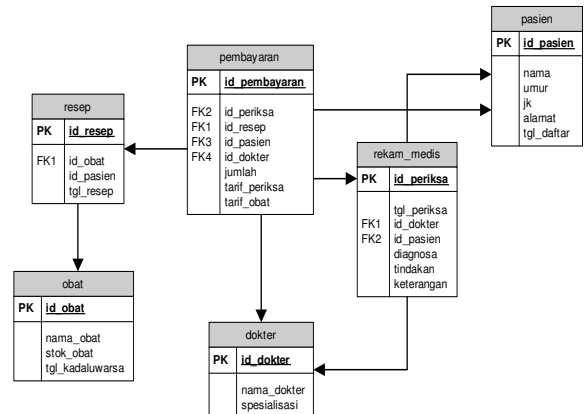 pasien
PK id_pasien
nama
umur
jk
alamat
tgl_daftar
pembayaran
PK id_pembayaran
FK2 id_periksa
FK1 id_resep
FK3 id_pasien
FK4 id_dokter
jumlah
tarif_periksa
tarif_obat
resep
PK id_resep
FK1 id_obat
id_pasien
tgl_resep
rekam_medis
PK id_periksa
tgl_periksa
FK1 id_dokter
FK2 id_pasien
diagnosa
tindakan
keterangan
obat
PK id_obat
nama_obat
stok_obat
tgl_kadaluwarsa
dokter
PK id_dokter
nama_dokter
spesialisasi